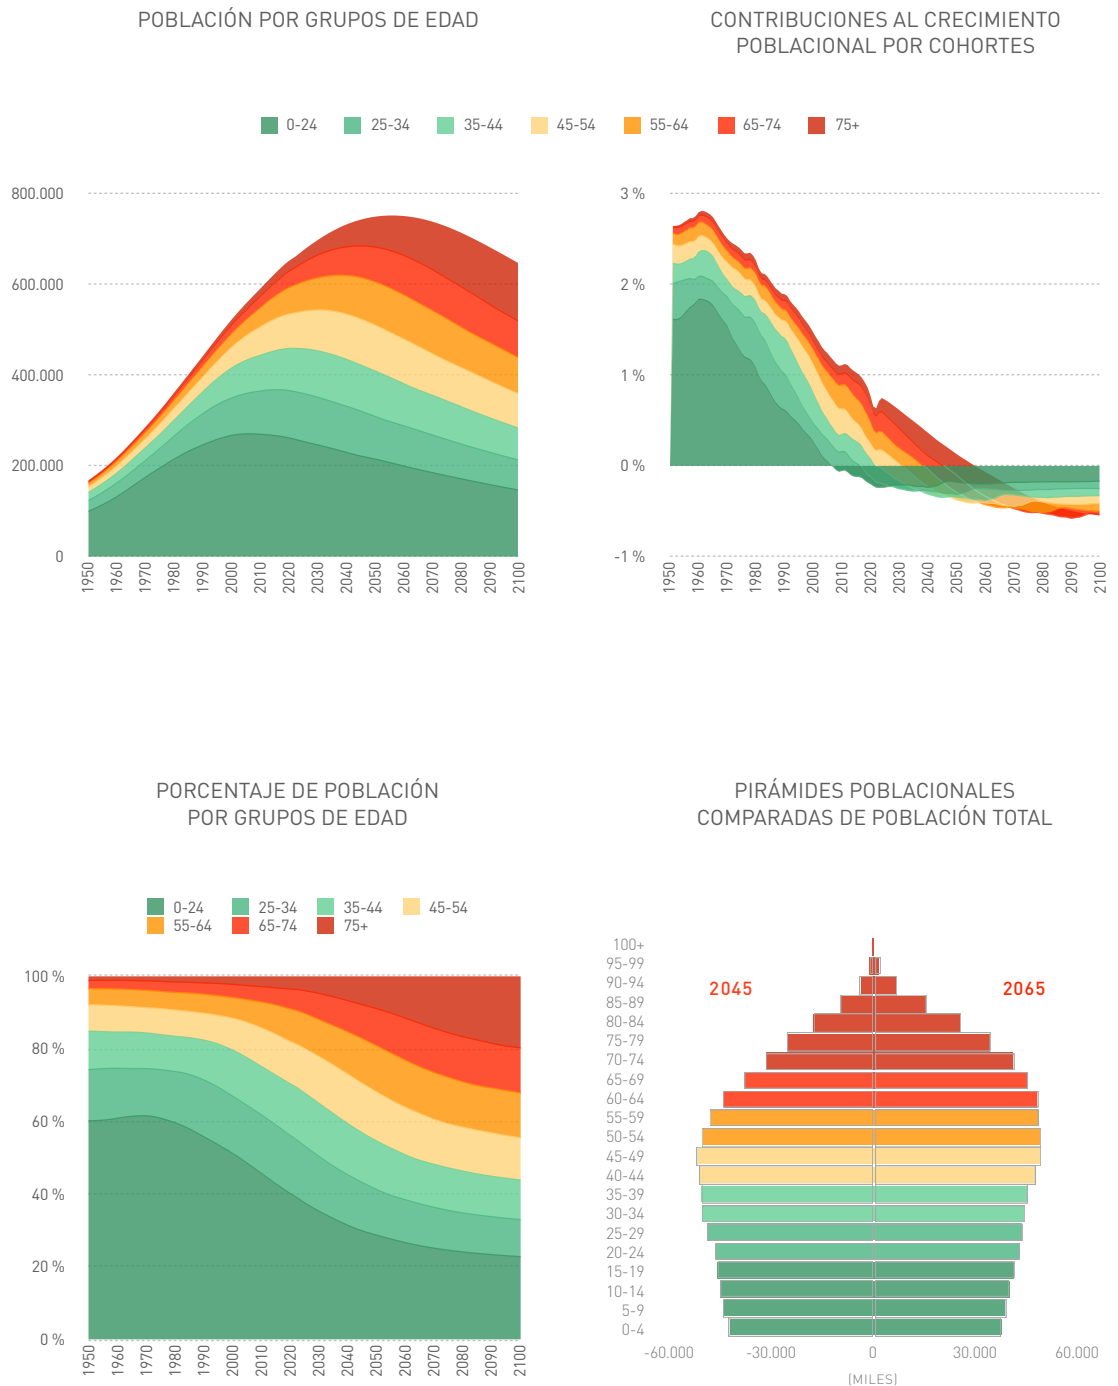 POBLACIÓN POR GRUPOS DE EDAD
CONTRIBUCIONES AL CRECIMIENTO
POBLACIONAL POR COHORTES
0-24 25-34 35-44 45-54 55-64 65-74 75+
800.000
600.000
400.000
200.000
0
1950 1960 1970 1980 1990 2000 2010 2020 2030 2040 2050 2060 2070 2080 2090 2100
3 %
2 %
1 %
0 %
-1 %
1950 1960 1970 1980 1990 2000 2010 2020 2030 2040 2050 2060 2070 2080 2090 2100
PORCENTAJE DE POBLACIÓN
POR GRUPOS DE EDAD
0-24 25-34 35-44 45-54
55-64 65-74 75+
100 %
80 %
60 %
40 %
20 %
0 %
1950 1960 1970 1980 1990 2000 2010 2020 2030 2040 2050 2060 2070 2080 2090 2100
PIRÁMIDES POBLACIONALES
COMPARADAS DE POBLACIÓN TOTAL
2045 2065
100+
95-99
90-94
85-89
80-84
75-79
70-74
65-69
60-64
55-59
50-54
45-49
40-44
35-39
30-34
25-29
20-24
15-19
10-14
5-9
0-4
-60.000 -30.000 0 30.000 60.000
(MILES)